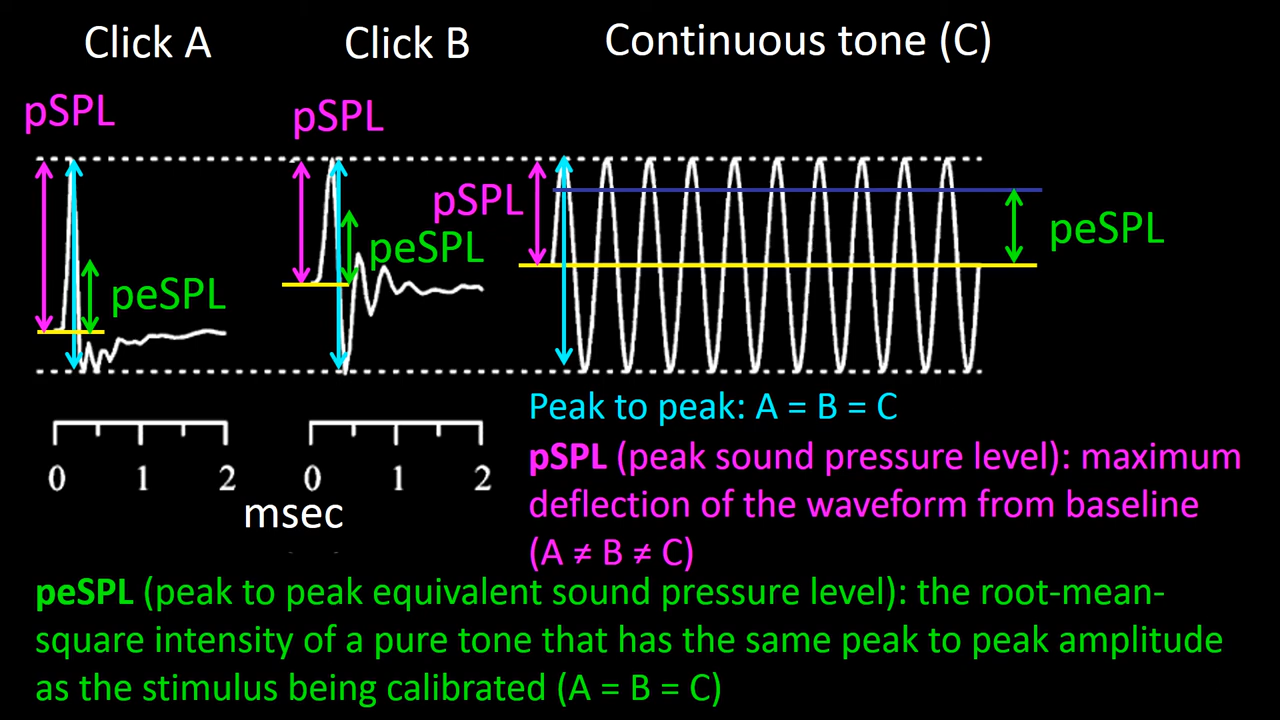 Click A
Click B
Continuous tone (C)
pSPL
pSPL
pSPL
peSPL
peSPL
peSPL
0 1 2
0 1 2
msec
Peak to peak: A = B = C
pSPL (peak sound pressure level): maximum
deflection of the waveform from baseline
(A ≠ B ≠ C)
peSPL (peak to peak equivalent sound pressure level): the root-mean-
square intensity of a pure tone that has the same peak to peak amplitude
as the stimulus being calibrated (A = B = C)